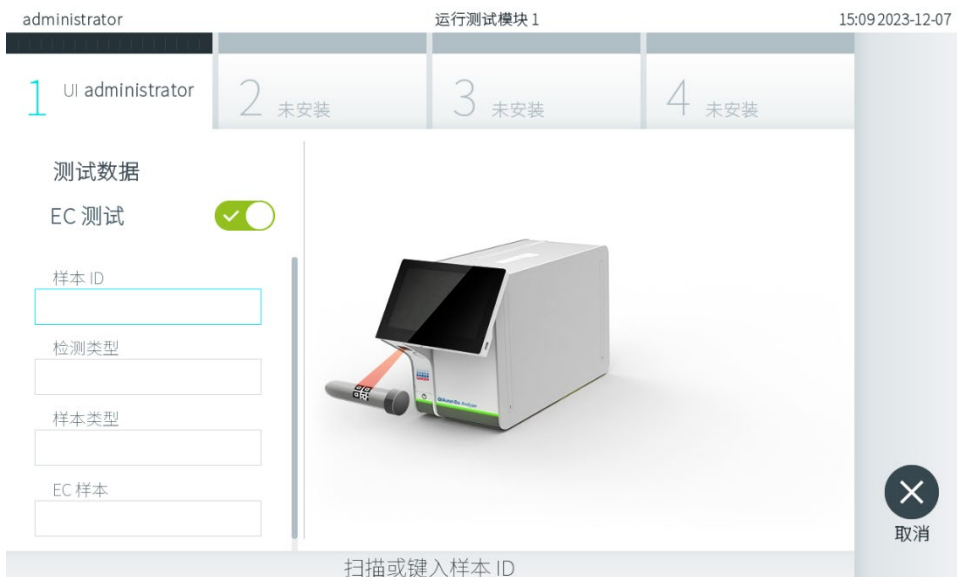 administrator
运行测试模块 1
15:09 2023-12-07
1 UI administrator
2 未安装
3 未安装
4 未安装
测试数据
EC 测试
样本 ID
检测类型
样本类型
EC 样本
取消
扫描或键入样本 ID